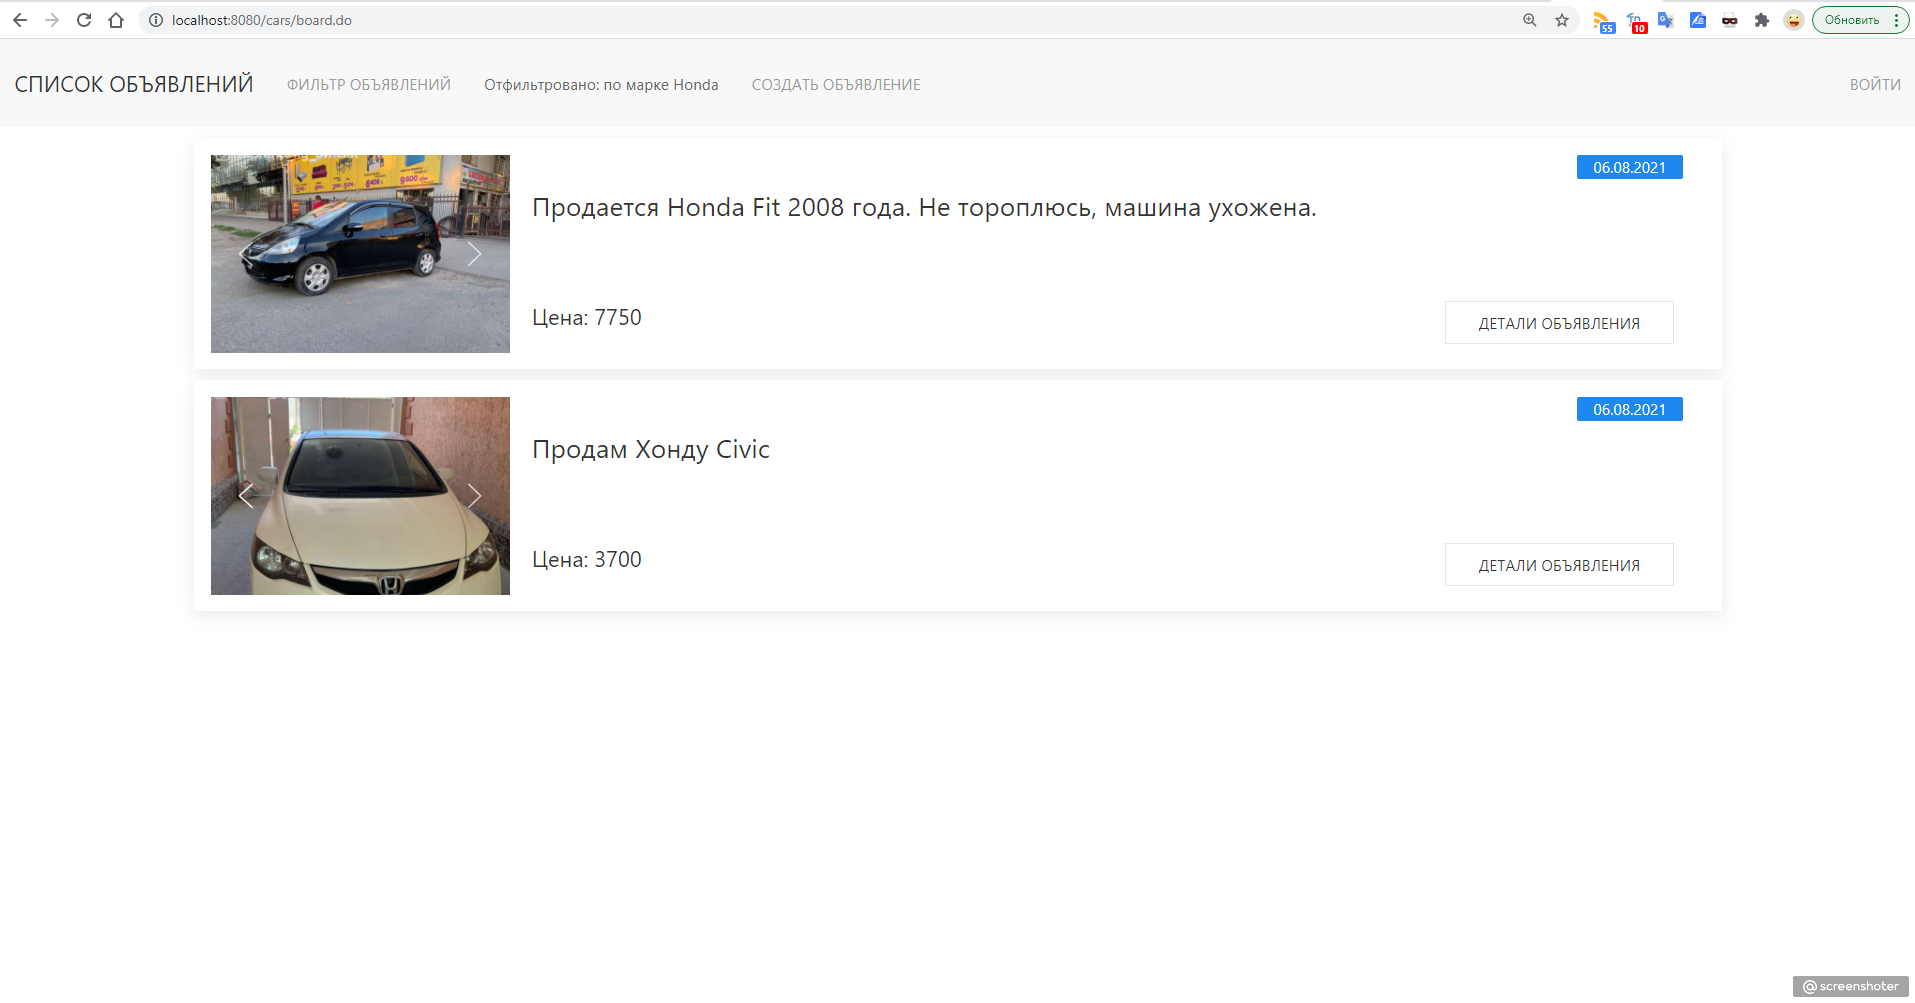 localhost:8080/cars/board.do
55
10
Обновить
СПИСОК ОБЪЯВЛЕНИЙ
ФИЛЬТР ОБЪЯВЛЕНИЙ
Отфильтровано: по марке Honda
СОЗДАТЬ ОБЪЯВЛЕНИЕ
ВОЙТИ
06.08.2021
Продается Honda Fit 2008 года. Не тороплюсь, машина ухожена.
Цена: 7750
ДЕТАЛИ ОБЪЯВЛЕНИЯ
06.08.2021
Продам Хонду Civic
Цена: 3700
ДЕТАЛИ ОБЪЯВЛЕНИЯ
@screenshoter